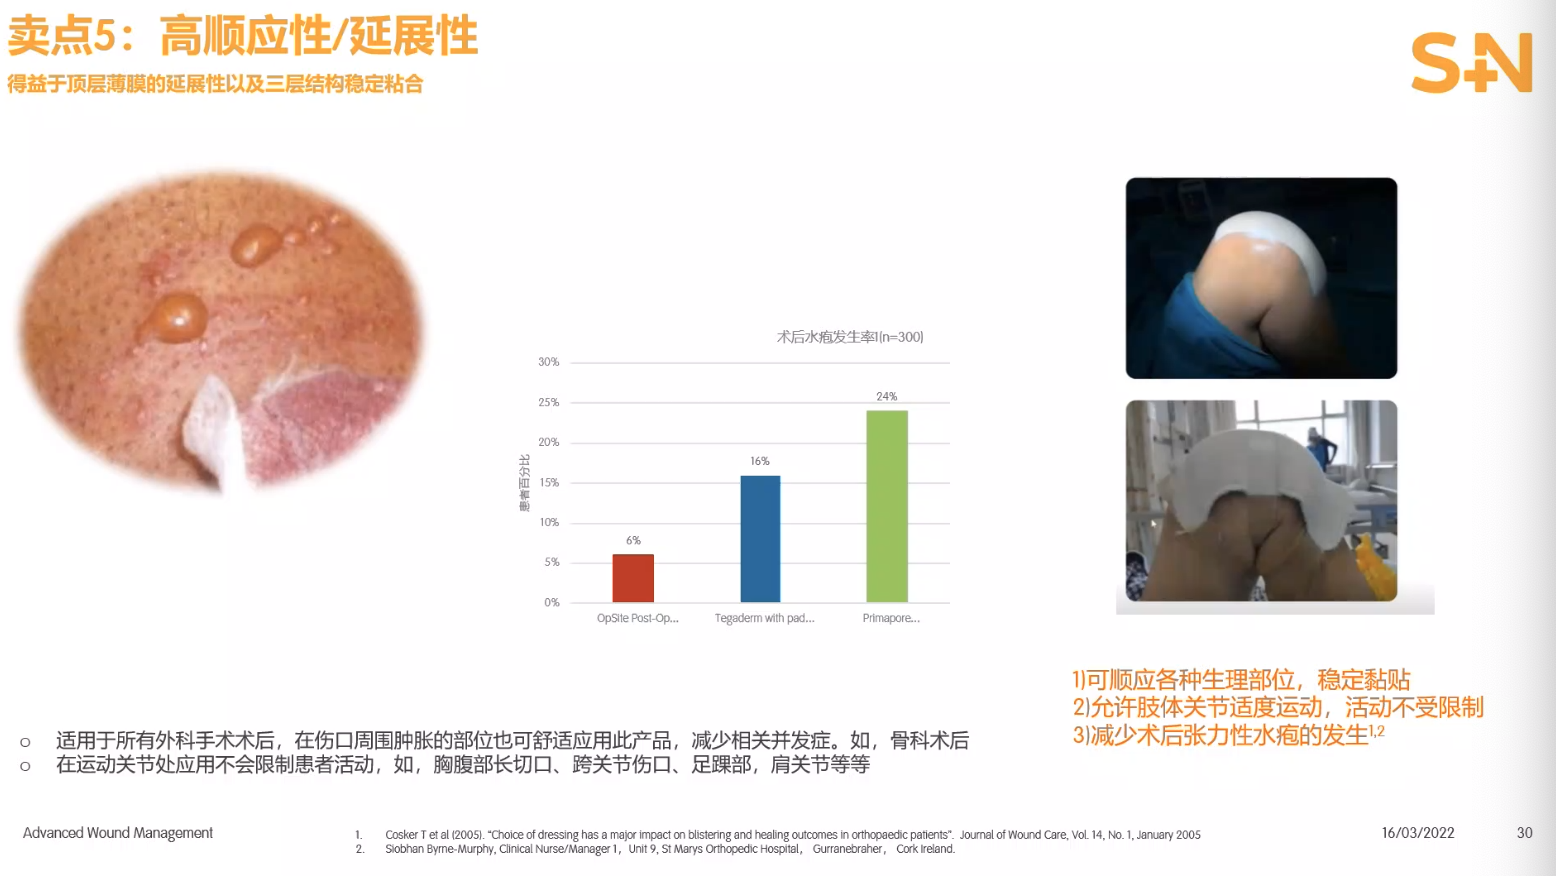 卖点5：高顺应性/延展性
得益于顶层薄膜的延展性以及三层结构稳定粘合
S+N
术后水疱发生率1(n=300)
30%
25%
20%
15%
10%
5%
0%
患者百分比
6%
16%
24%
OpSite Post-Op...
Tegaderm with pad...
Primapore...
1)可顺应各种生理部位，稳定黏贴
2)允许肢体关节适度运动，活动不受限制
3)减少术后张力性水疱的发生1,2
o 适用于所有外科手术术后，在伤口周围肿胀的部位也可舒适应用此产品，减少相关并发症。如，骨科术后
o 在运动关节处应用不会限制患者活动，如，胸腹部长切口、跨关节伤口、足踝部，肩关节等等
Advanced Wound Management
1. Cosker T et al (2005). “Choice of dressing has a major impact on blistering and healing outcomes in orthopaedic patients”. Journal of Wound Care, Vol. 14, No. 1, January 2005
2. Siobhan Byrne-Murphy, Clinical Nurse/Manager 1， Unit 9, St Marys Orthopedic Hospital， Gurranebraher， Cork Ireland.
16/03/2022
30